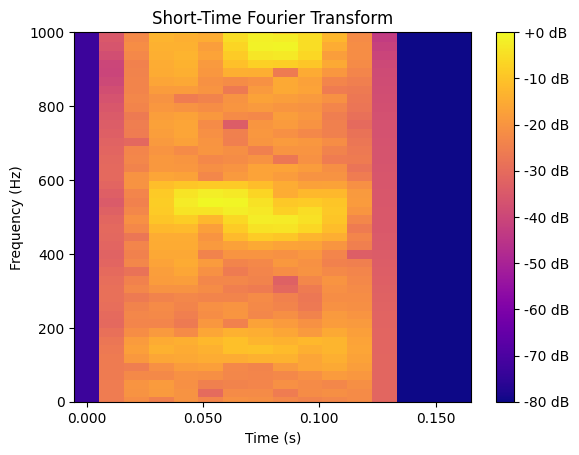 Short-Time Fourier Transform
Frequency (Hz)
1000
800
600
400
200
0
0.000
0.050
0.100
0.150
Time (s)
+0 dB
-10 dB
-20 dB
-30 dB
-40 dB
-50 dB
-60 dB
-70 dB
-80 dB